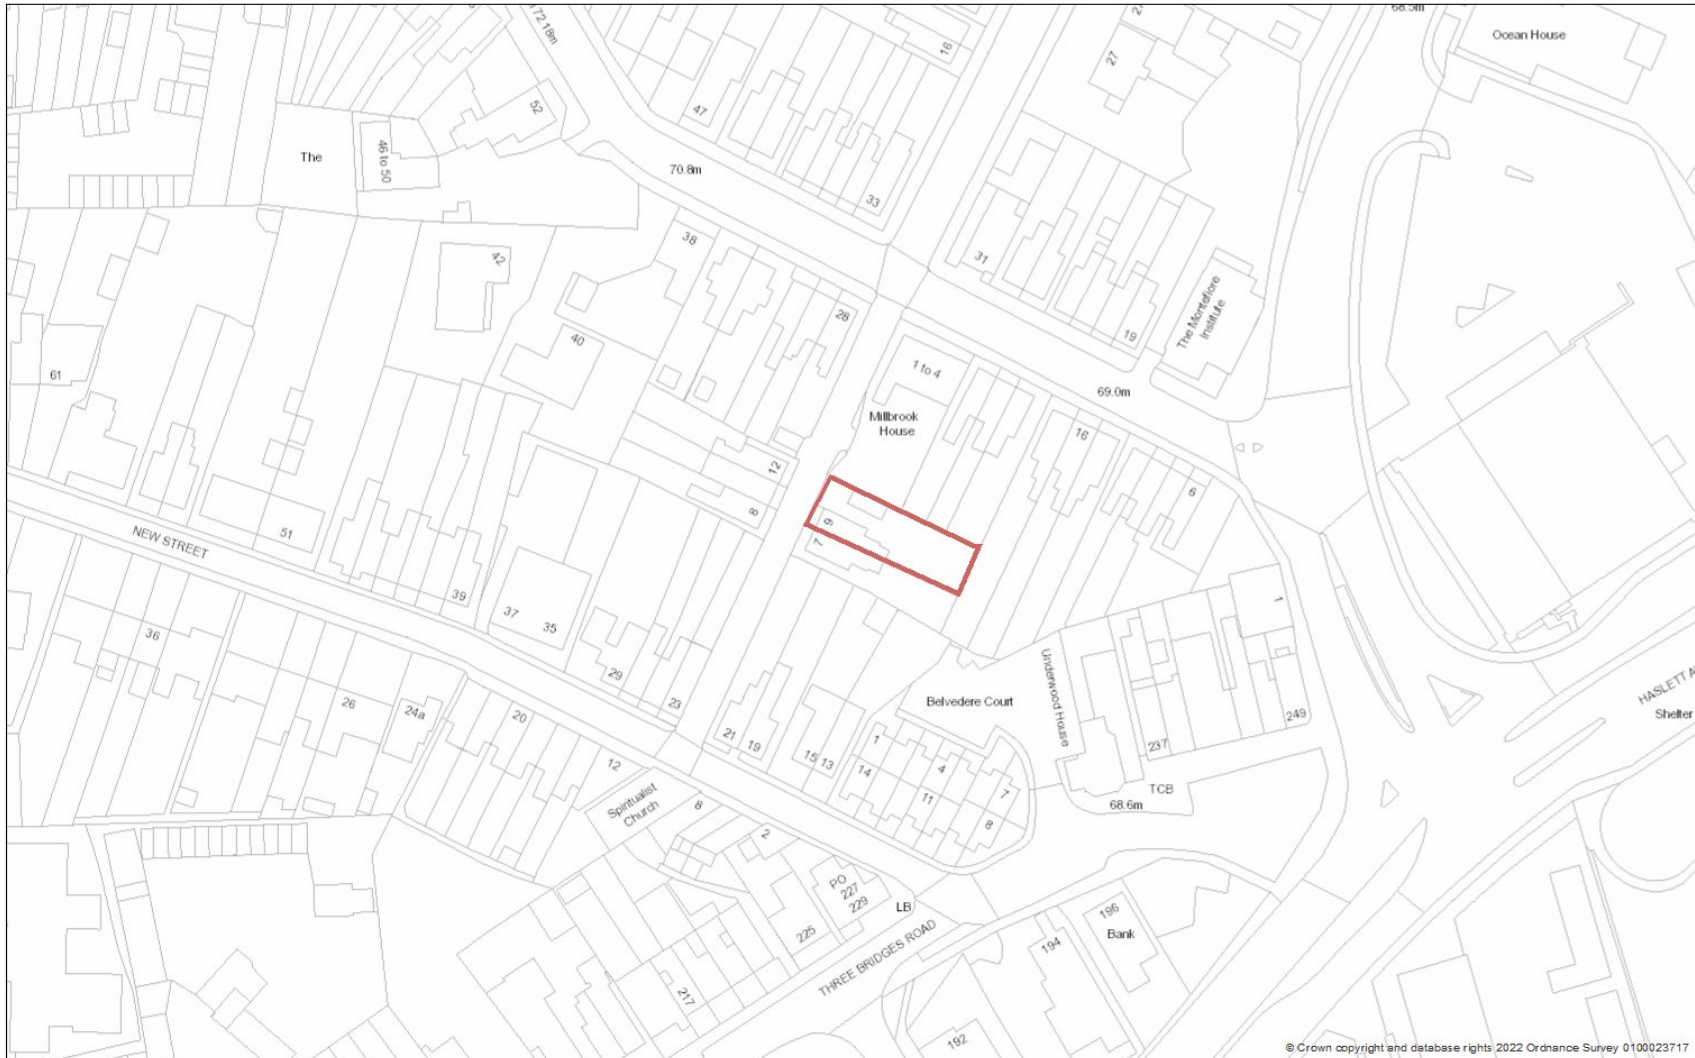 172.18m
16
2
68.5m
Ocean House
27
47
52
The
46 to 50
70.8m
33
38
42
31
The Montefiore
Institute
28
19
40
61
1 to 4
69.0m
Millbrook
House
16
12
6
8
51
NEW STREET
9
7
39
37
35
1
36
29
Underwood House
HASLETT A
26
24a
23
Belvedere Court
Shelter
20
21
19
249
1
237
15
13
14
4
12
TCB
7
11
68.6m
Spiritualist
Church
8
8
2
PO
227
229
LB
196
Bank
225
194
THREE BRIDGES ROAD
217
192
© Crown copyright and database rights 2022 Ordnance Survey 0100023717